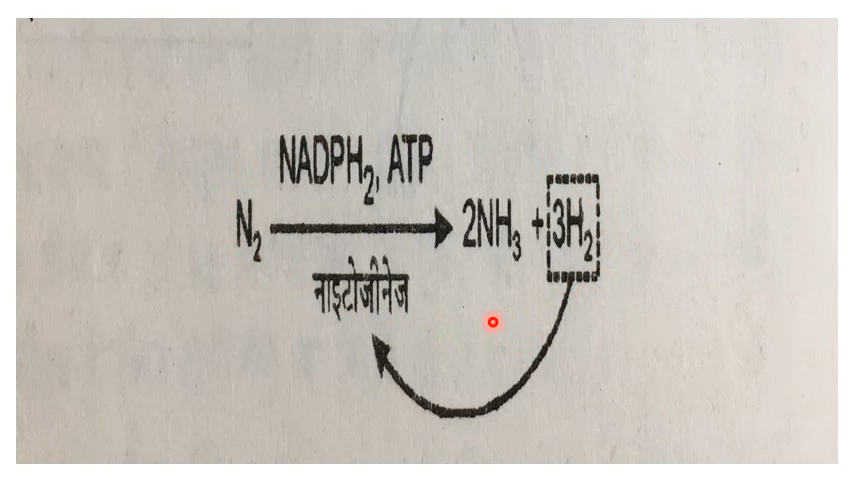 NADPH₂, ATP
N₂ → 2NH₃ + 3H₂
नाइटोजीनेज